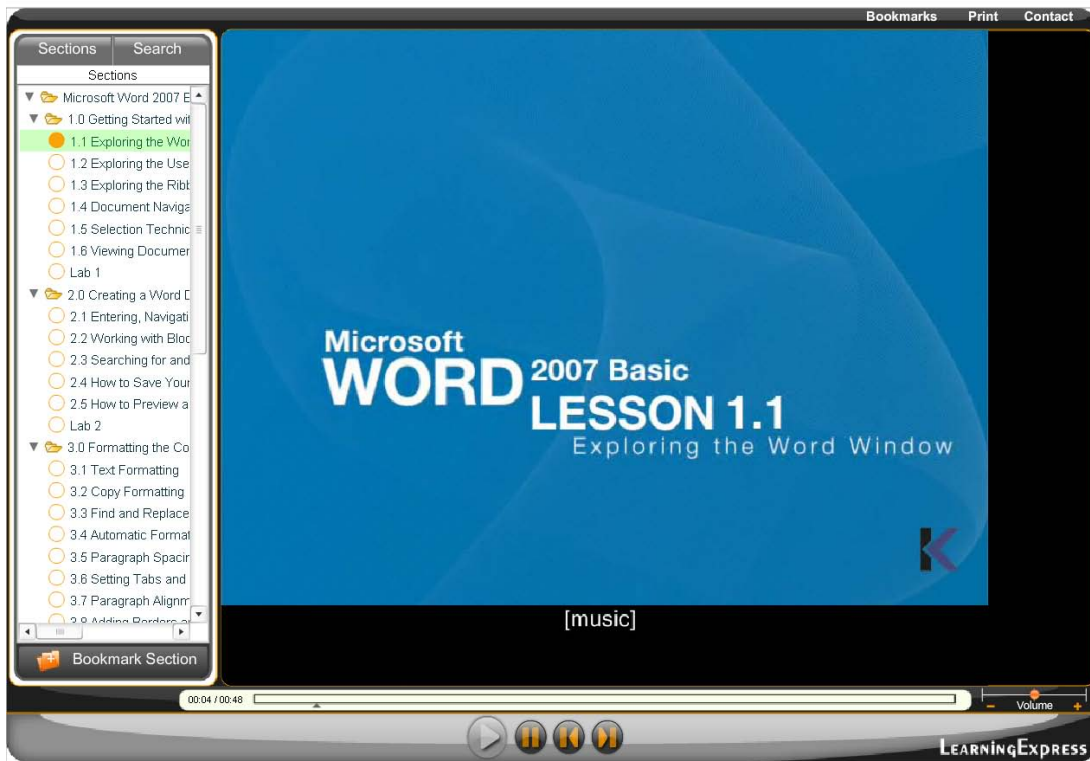 Bookmarks Print Contact
Sections Search
Sections
Microsoft Word 2007 E
1.0 Getting Started wit
1.1 Exploring the Wor
1.2 Exploring the Use
1.3 Exploring the Ribb
1.4 Document Naviga
1.5 Selection Technic
1.6 Viewing Documer
Lab 1
2.0 Creating a Word D
2.1 Entering, Navigati
2.2 Working with Bloc
2.3 Searching for and
2.4 How to Save Your
2.5 How to Preview a
Lab 2
3.0 Formatting the Co
3.1 Text Formatting
3.2 Copy Formatting
3.3 Find and Replace
3.4 Automatic Format
3.5 Paragraph Spacin
3.6 Setting Tabs and
3.7 Paragraph Alignm
3.8 Adding Borders a
Bookmark Section
Microsoft
WORD 2007 Basic
LESSON 1.1
Exploring the Word Window
K
[music]
00:04 / 00:48
- Volume +
LEARNINGEXPRESS